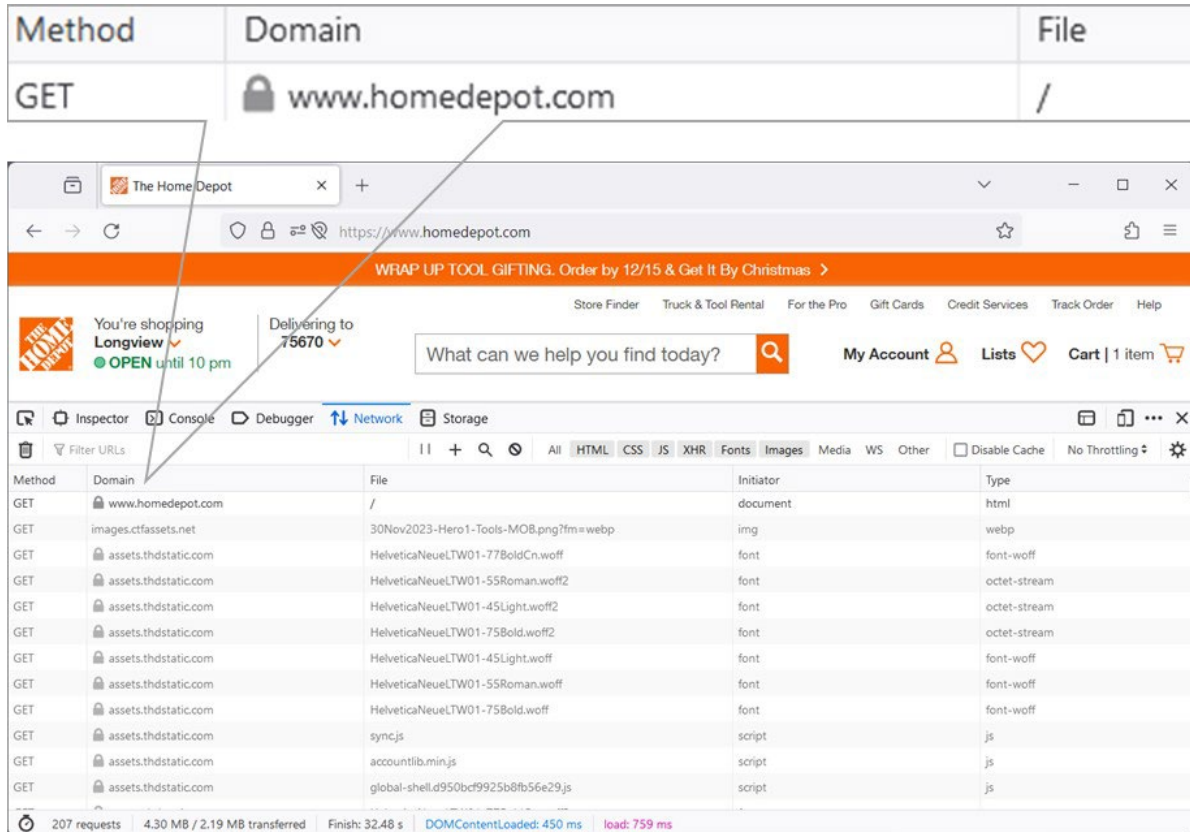 Method Domain File
GET www.homedepot.com /
The Home Depot
https://www.homedepot.com
WRAP UP TOOL GIFTING. Order by 12/15 & Get It By Christmas
Store Finder Truck & Tool Rental For the Pro Gift Cards Credit Services Track Order Help
THE HOME DEPOT
You're shopping
Longview
OPEN until 10 pm
Delivering to
75670
What can we help you find today?
My Account Lists Cart | 1 item
Inspector Console Debugger Network Storage
Filter URLs All HTML CSS JS XHR Fonts Images Media WS Other Disable Cache No Throttling
Method Domain File Initiator Type
GET www.homedepot.com / document html
GET images.ctfassets.net 30Nov2023-Hero1-Tools-MOB.png?fm=webp img webp
GET assets.thdstatic.com HelveticaNeueLTW01-77BoldCn.woff font font-woff
GET assets.thdstatic.com HelveticaNeueLTW01-55Roman.woff2 font octet-stream
GET assets.thdstatic.com HelveticaNeueLTW01-45Light.woff2 font octet-stream
GET assets.thdstatic.com HelveticaNeueLTW01-75Bold.woff2 font octet-stream
GET assets.thdstatic.com HelveticaNeueLTW01-45Light.woff font font-woff
GET assets.thdstatic.com HelveticaNeueLTW01-55Roman.woff font font-woff
GET assets.thdstatic.com HelveticaNeueLTW01-75Bold.woff font font-woff
GET assets.thdstatic.com sync.js script js
GET assets.thdstatic.com accountlib.min.js script js
GET assets.thdstatic.com global-shell.d950bcf9925b8fb56e29.js script js
207 requests 4.30 MB / 2.19 MB transferred Finish: 32.48 s DOMContentLoaded: 450 ms load: 759 ms